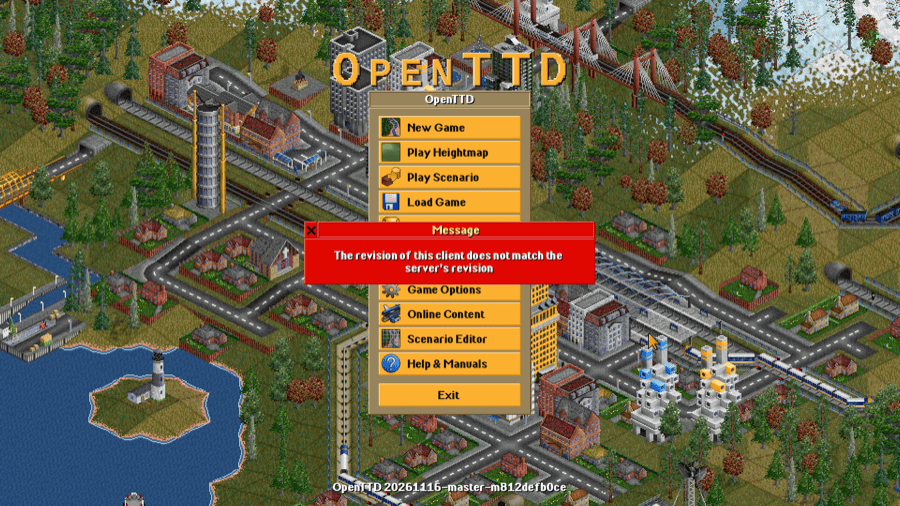 OPENTTD
OpenTTD
New Game
Play Heightmap
Play Scenario
Load Game
Message
The revision of this client does not match the
server's revision
Game Options
Online Content
Scenario Editor
Help & Manuals
Exit
OpenTTD 20261116-master-m812defb0ce